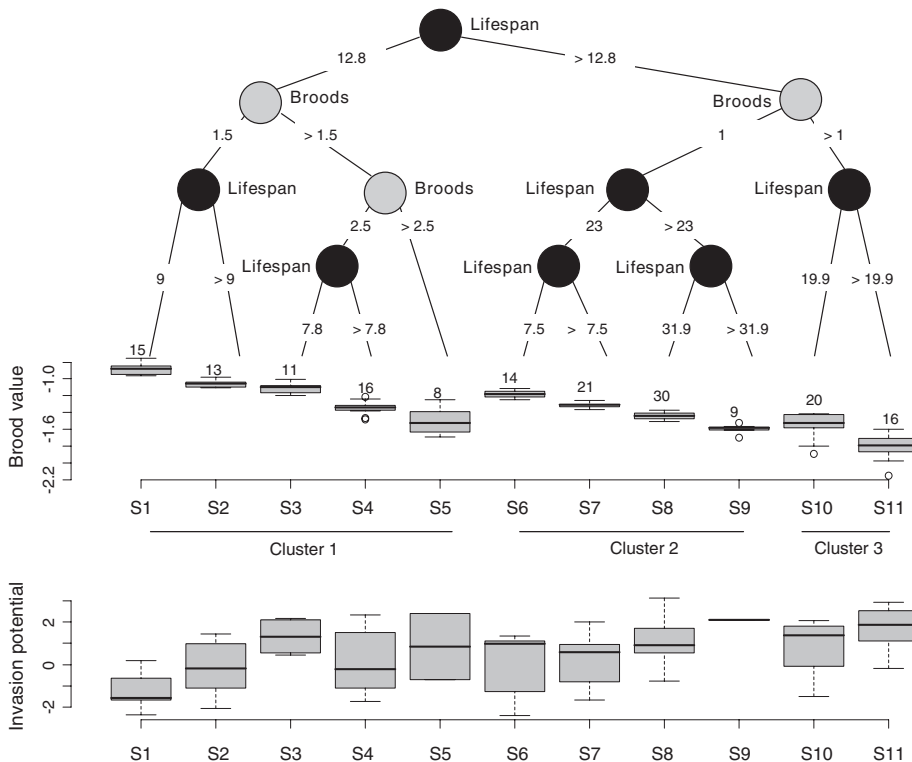 Lifespan
12.8 > 12.8
Broods Broods
1.5 > 1.5 1 > 1
Lifespan Broods Lifespan Lifespan
2.5 > 2.5 23 > 23
Lifespan Lifespan Lifespan
9 > 9 19.9 > 19.9
7.8 > 7.8 7.5 > 7.5 31.9 > 31.9
Brood value
-1.0
-1.6
-2.2
15 13 11 16 8 14 21 30 9 20 16
S1 S2 S3 S4 S5 S6 S7 S8 S9 S10 S11
Cluster 1 Cluster 2 Cluster 3
Invasion potential
2
0
-2
S1 S2 S3 S4 S5 S6 S7 S8 S9 S10 S11